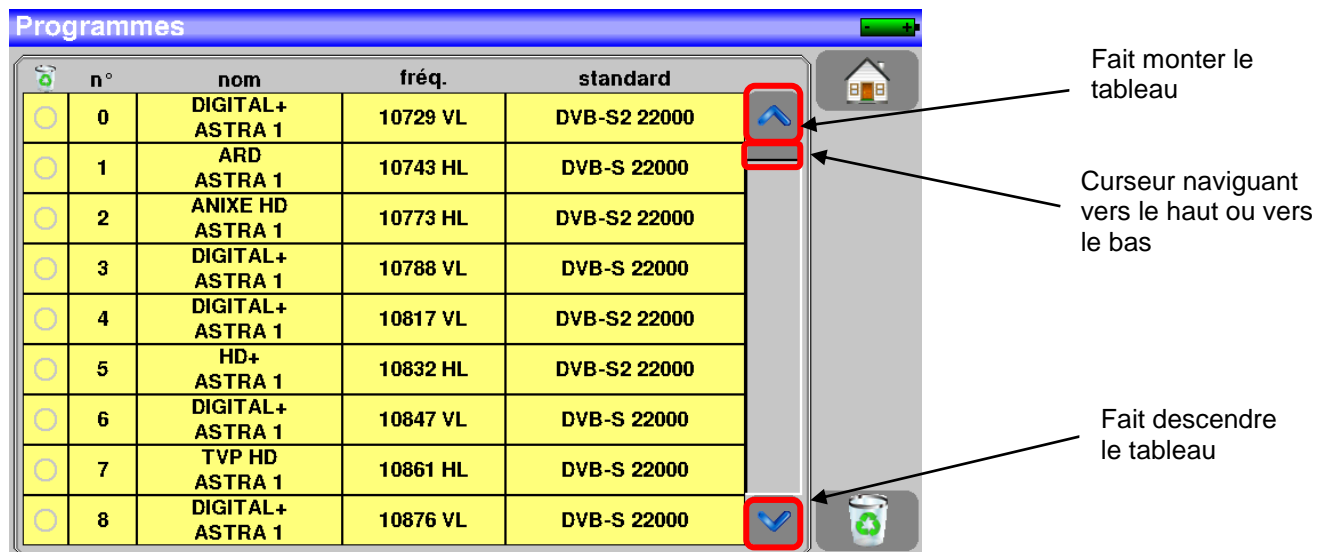 Programmes
n° nom fréq. standard
0 DIGITAL+ ASTRA 1 10729 VL DVB-S2 22000
1 ARD ASTRA 1 10743 HL DVB-S 22000
2 ANIXE HD ASTRA 1 10773 HL DVB-S2 22000
3 DIGITAL+ ASTRA 1 10788 VL DVB-S 22000
4 DIGITAL+ ASTRA 1 10817 VL DVB-S2 22000
5 HD+ ASTRA 1 10832 HL DVB-S2 22000
6 DIGITAL+ ASTRA 1 10847 VL DVB-S 22000
7 TVP HD ASTRA 1 10861 HL DVB-S 22000
8 DIGITAL+ ASTRA 1 10876 VL DVB-S 22000
Fait monter le
tableau
Curseur naviguant
vers le haut ou vers
le bas
Fait descendre
le tableau